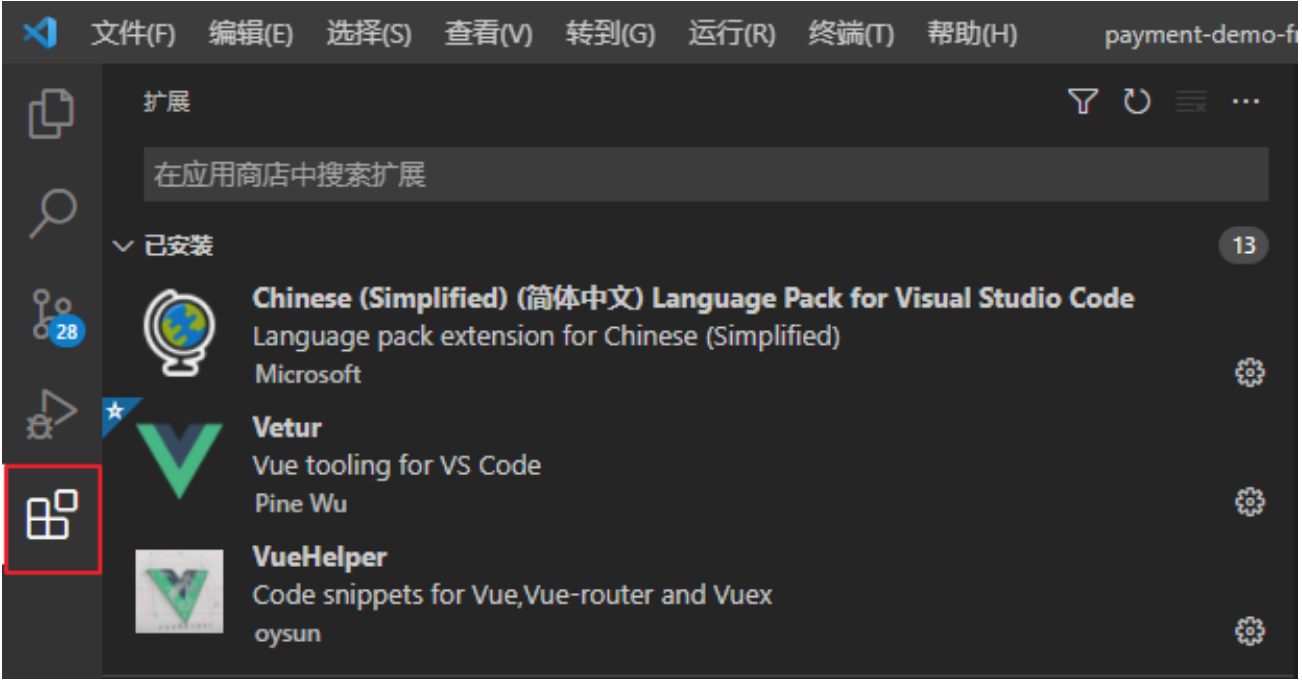 文件(F) 编辑(E) 选择(S) 查看(V) 转到(G) 运行(R) 终端(T) 帮助(H) payment-demo-fr
扩展
在应用商店中搜索扩展
已安装 13
Chinese (Simplified) (简体中文) Language Pack for Visual Studio Code
Language pack extension for Chinese (Simplified)
28
Microsoft
Vetur
Vue tooling for VS Code
Pine Wu
VueHelper
Code snippets for Vue,Vue-router and Vuex
oysun